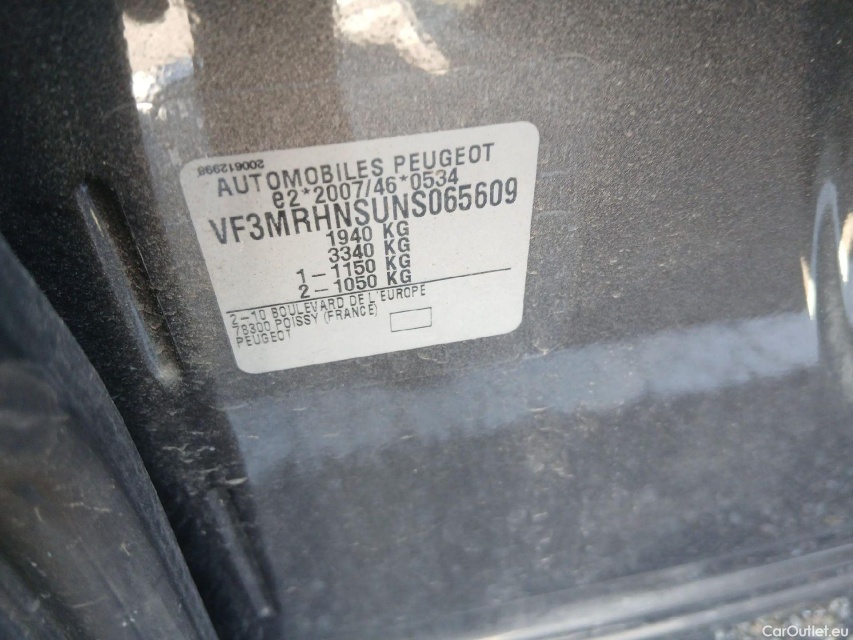 200612998
AUTOMOBILES PEUGEOT
e2*2007/46*0534
VF3MRHNSUNS065609
1940 KG
3340 KG
1-1150 KG
2-1050 KG
2-10 BOULEVARD DE L'EUROPE
78300 POISSY (FRANCE)
PEUGEOT
CarOutlet.eu